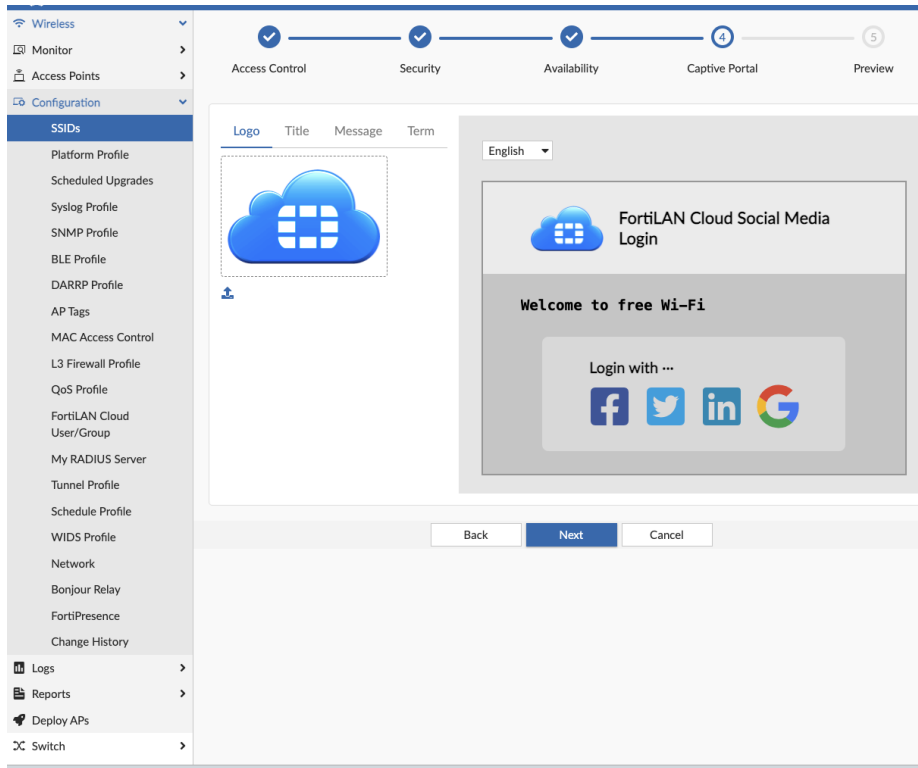 Wireless
Monitor
Access Points
Configuration
SSIDs
Platform Profile
Scheduled Upgrades
Syslog Profile
SNMP Profile
BLE Profile
DARRP Profile
AP Tags
MAC Access Control
L3 Firewall Profile
QoS Profile
FortiLAN Cloud
User/Group
My RADIUS Server
Tunnel Profile
Schedule Profile
WIDS Profile
Network
Bonjour Relay
FortiPresence
Change History
Logs
Reports
Deploy APs
Switch
4
5
Access Control
Security
Availability
Captive Portal
Preview
Logo
Title
Message
Term
English
FortiLAN Cloud Social Media
Login
Welcome to free Wi-Fi
Login with ···
f
in
G
Back
Next
Cancel